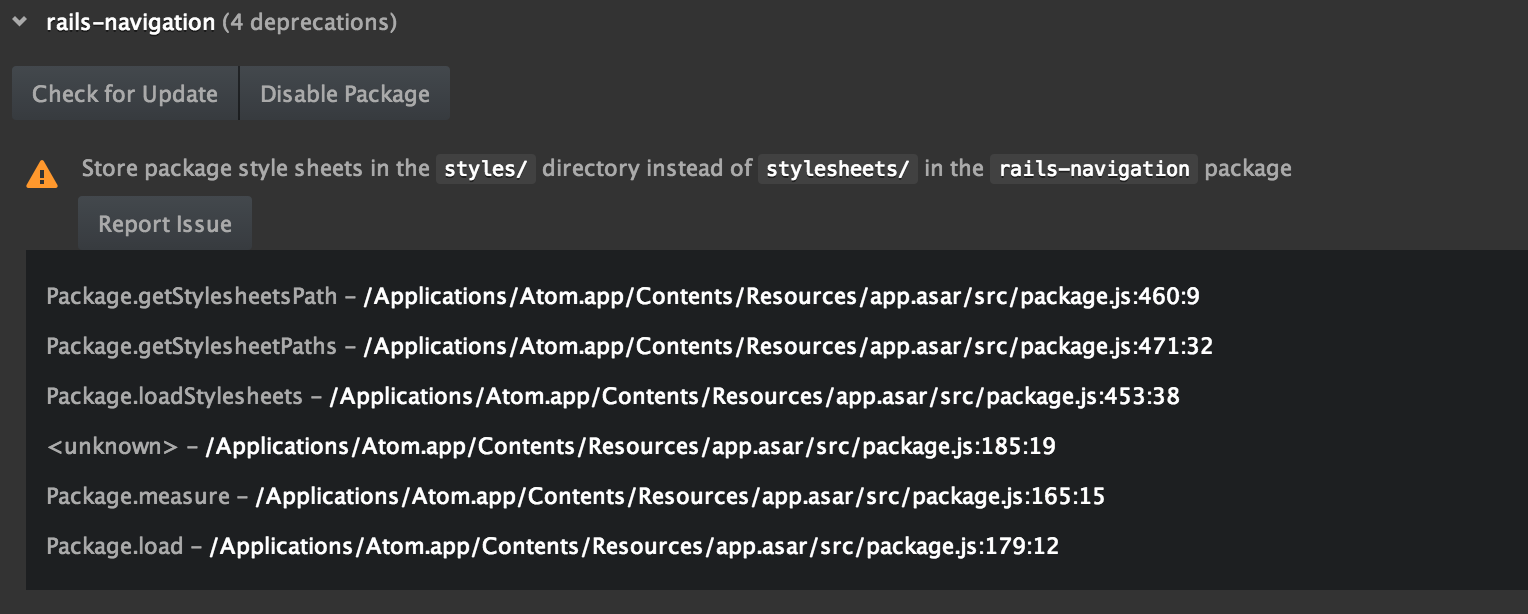 rails-navigation (4 deprecations)
Check for Update Disable Package
Store package style sheets in the styles/ directory instead of stylesheets/ in the rails-navigation package
Report Issue
Package.getStylesheetsPath – /Applications/Atom.app/Contents/Resources/app.asar/src/package.js:460:9
Package.getStylesheetPaths – /Applications/Atom.app/Contents/Resources/app.asar/src/package.js:471:32
Package.loadStylesheets – /Applications/Atom.app/Contents/Resources/app.asar/src/package.js:453:38
<unknown> – /Applications/Atom.app/Contents/Resources/app.asar/src/package.js:185:19
Package.measure – /Applications/Atom.app/Contents/Resources/app.asar/src/package.js:165:15
Package.load – /Applications/Atom.app/Contents/Resources/app.asar/src/package.js:179:12